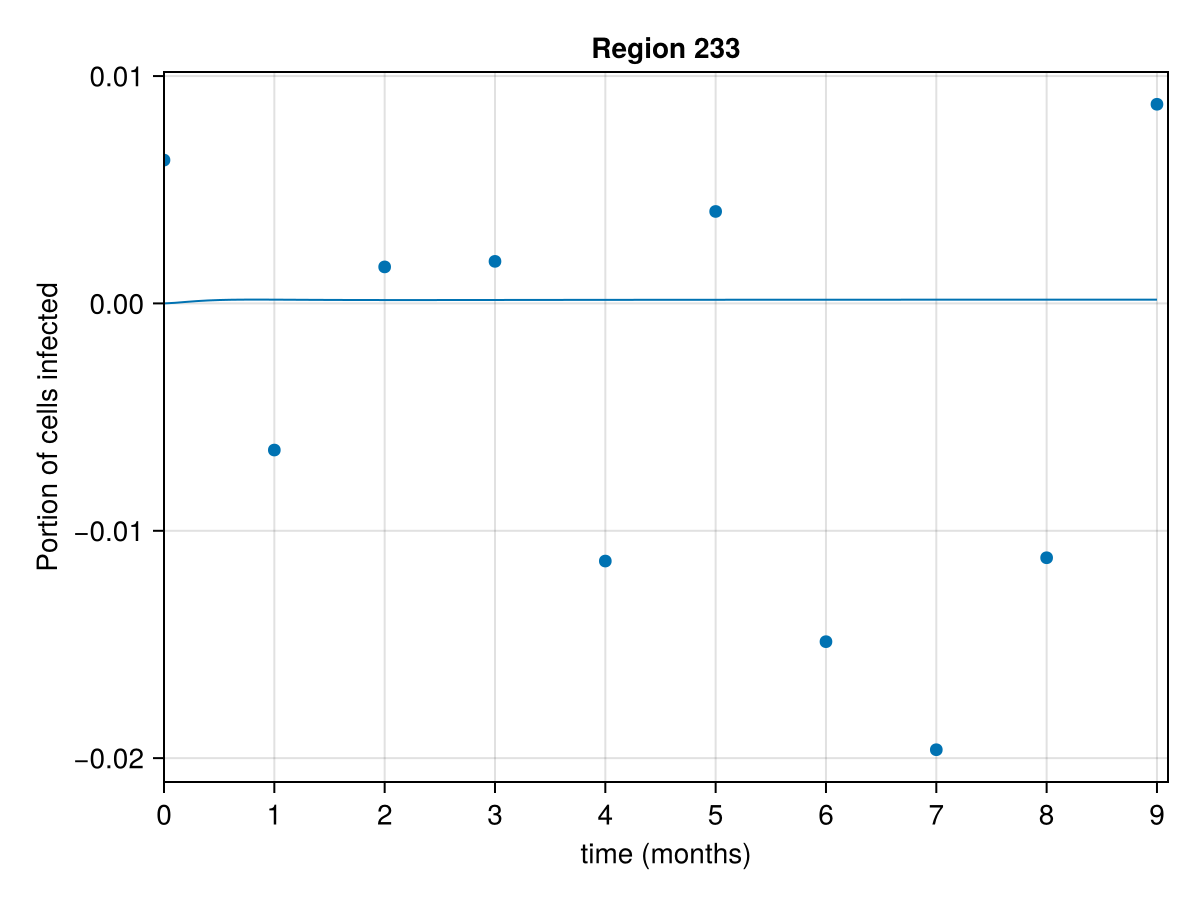 Region 233
Portion of cells infected
0.01
0.00
−0.01
−0.02
0 1 2 3 4 5 6 7 8 9
time (months)